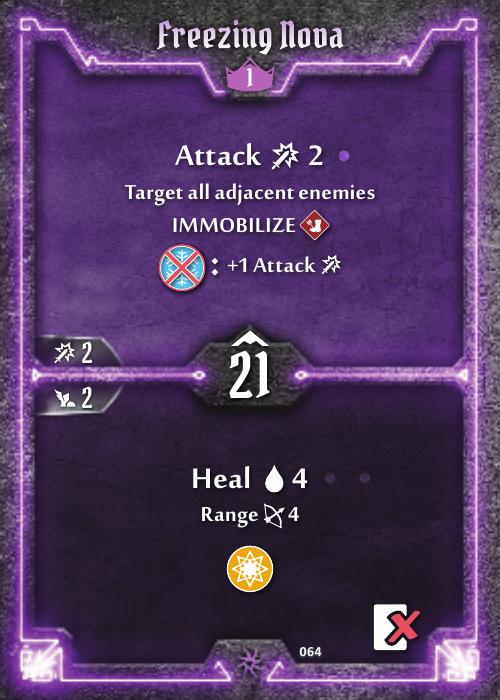 Freezing Nova
1
Attack 2
Target all adjacent enemies
IMMOBILIZE
: +1 Attack
2
21
2
Heal 4
Range 4
064